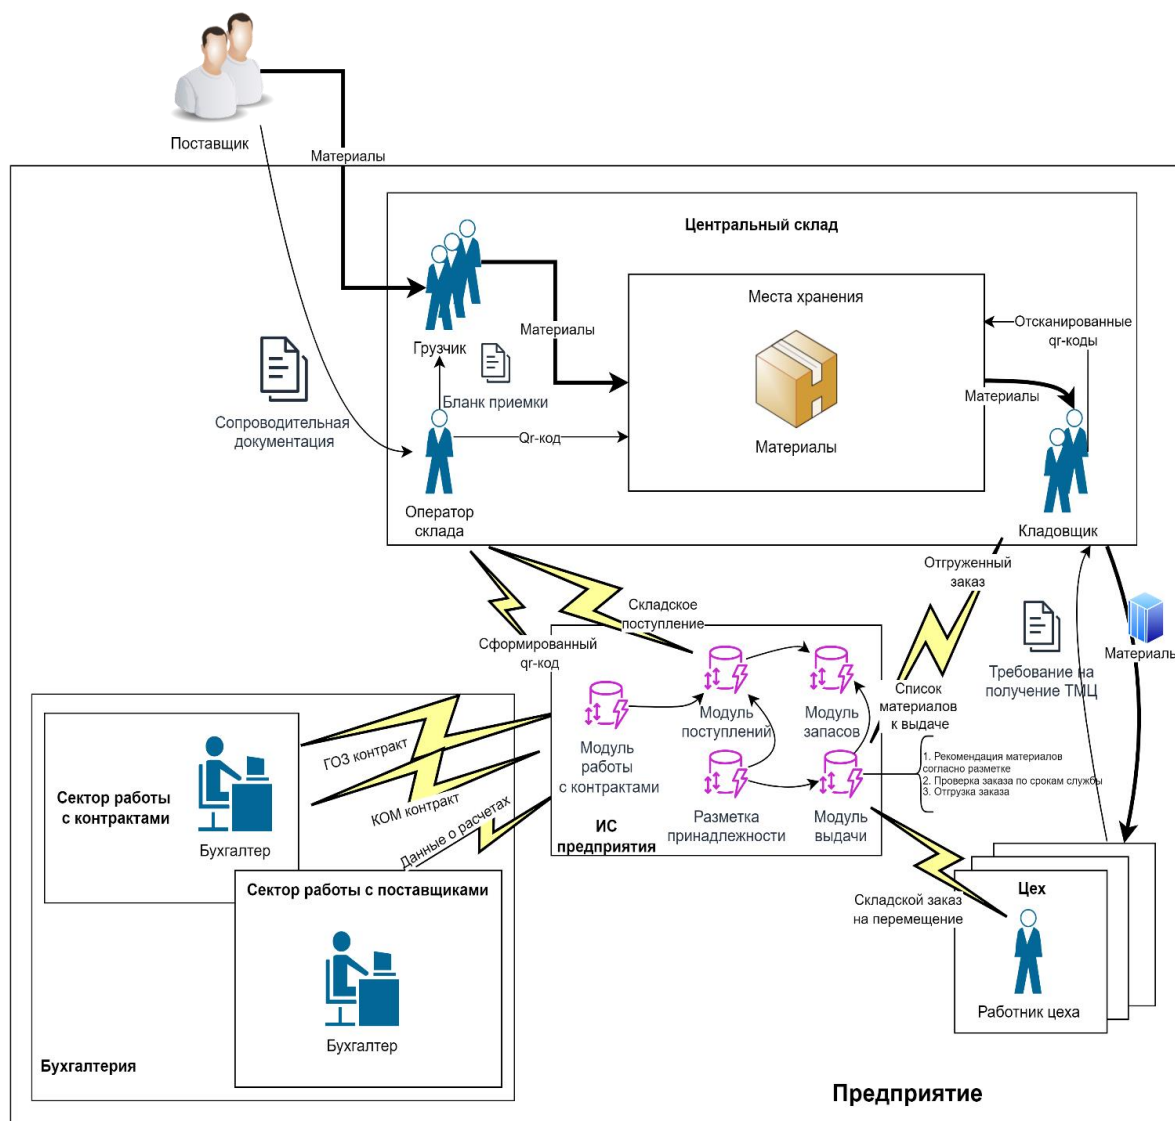 Поставщик
Материалы
Центральный склад
Места хранения
Грузчик
Материалы
Отсканированные
qr-коды
Бланк приемки
Материалы
Сопроводительная
документация
Qr-код
Материалы
Оператор
склада
Кладовщик
Отгруженный
заказ
Складское
поступление
Сформированный
qr-код
Требование на
получение ТМЦ
Материалы
Список
материалов
к выдаче
Модуль
поступлений
Модуль
запасов
Модуль
работы
с контрактами
1. Рекомендация материалов
согласно разметке
2. Проверка заказа по срокам службы
3. Отгрузка заказа
ГОЗ контракт
КОМ контракт
Данные о расчетах
Сектор работы
с контрактами
Бухгалтер
Разметка
принадлежности
Модуль
выдачи
ИС
предприятия
Сектор работы с поставщиками
Бухгалтер
Складской заказ
на перемещение
Цех
Работник цеха
Бухгалтерия
Предприятие